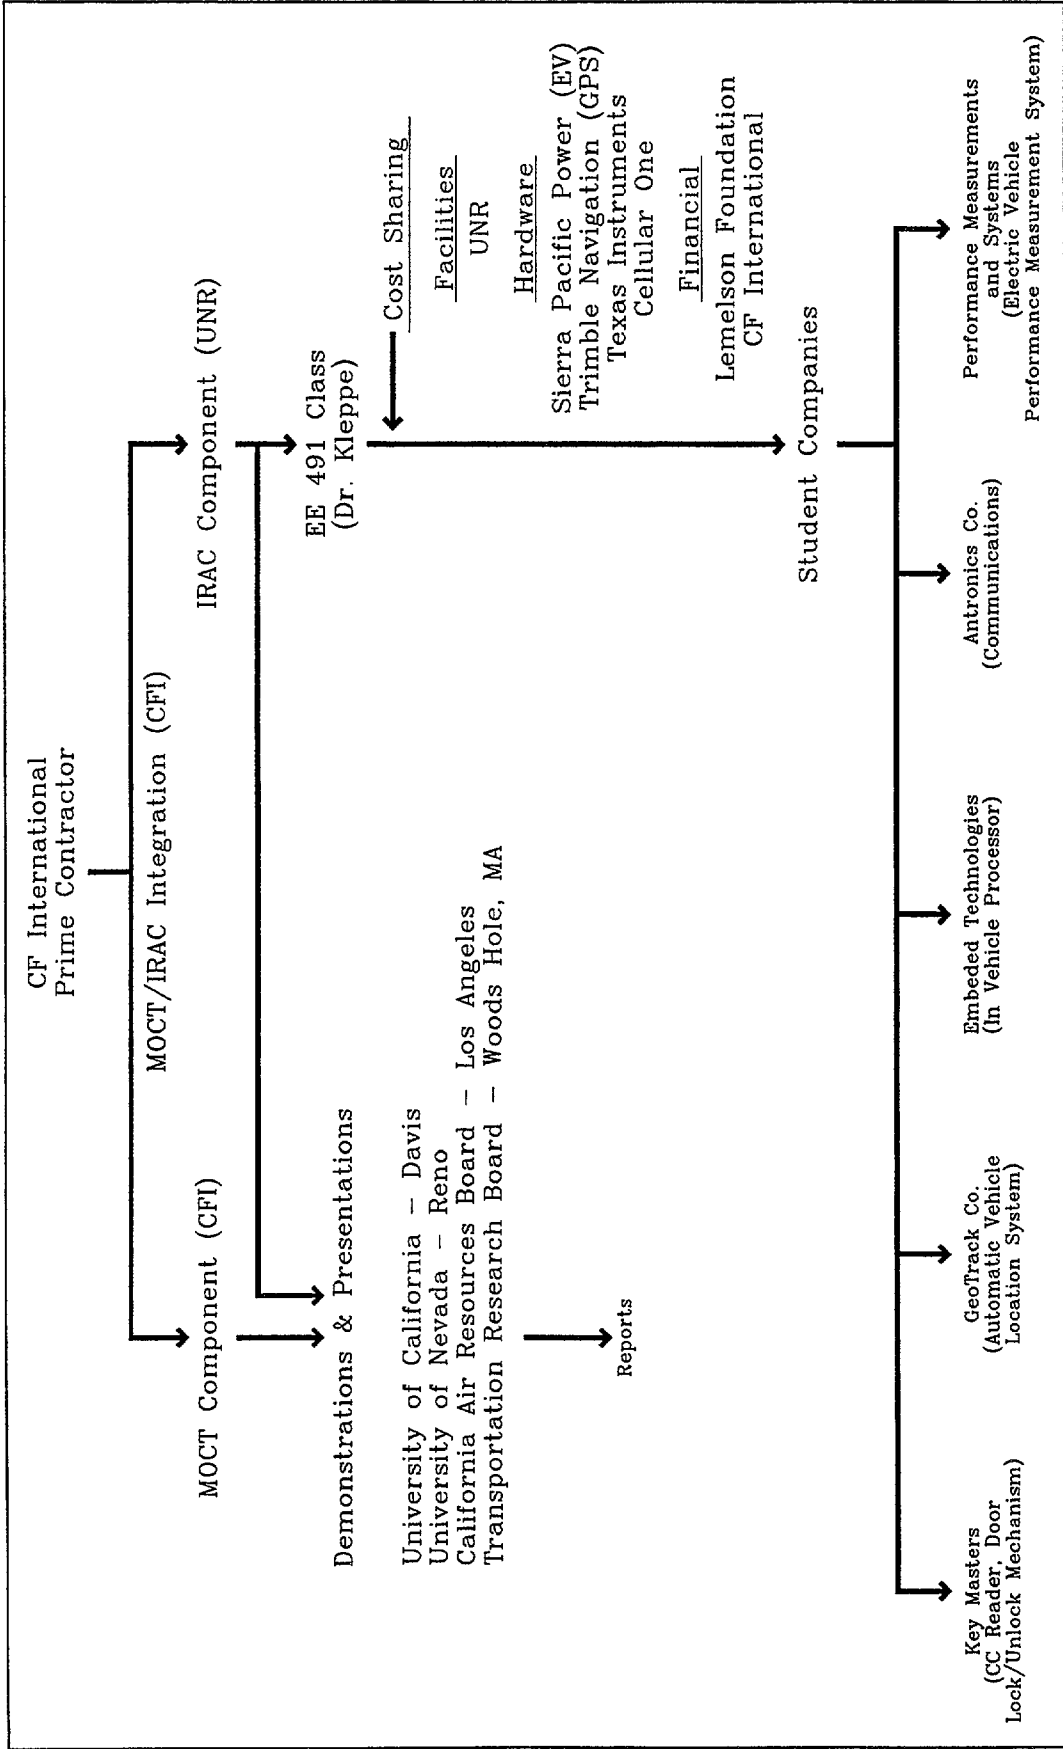 CF International
Prime Contractor
MOCT/IRAC Integration (CFI)
MOCT Component (CFI)
IRAC Component (UNR)
Demonstrations & Presentations
University of California – Davis
University of Nevada – Reno
California Air Resources Board – Los Angeles
Transportation Research Board – Woods Hole, MA
Reports
EE 491 Class
(Dr. Kleppe)
Cost Sharing
Facilities
UNR
Hardware
Sierra Pacific Power (EV)
Trimble Navigation (GPS)
Texas Instruments
Cellular One
Financial
Lemelson Foundation
CF International
Student Companies
Key Masters
(CC Reader, Door
Lock/Unlock Mechanism)
GeoTrack Co.
(Automatic Vehicle
Location System)
Embeded Technologies
(In Vehicle Processor)
Antronics Co.
(Communications)
Performance Measurements
and Systems
(Electric Vehicle
Performance Measurement System)